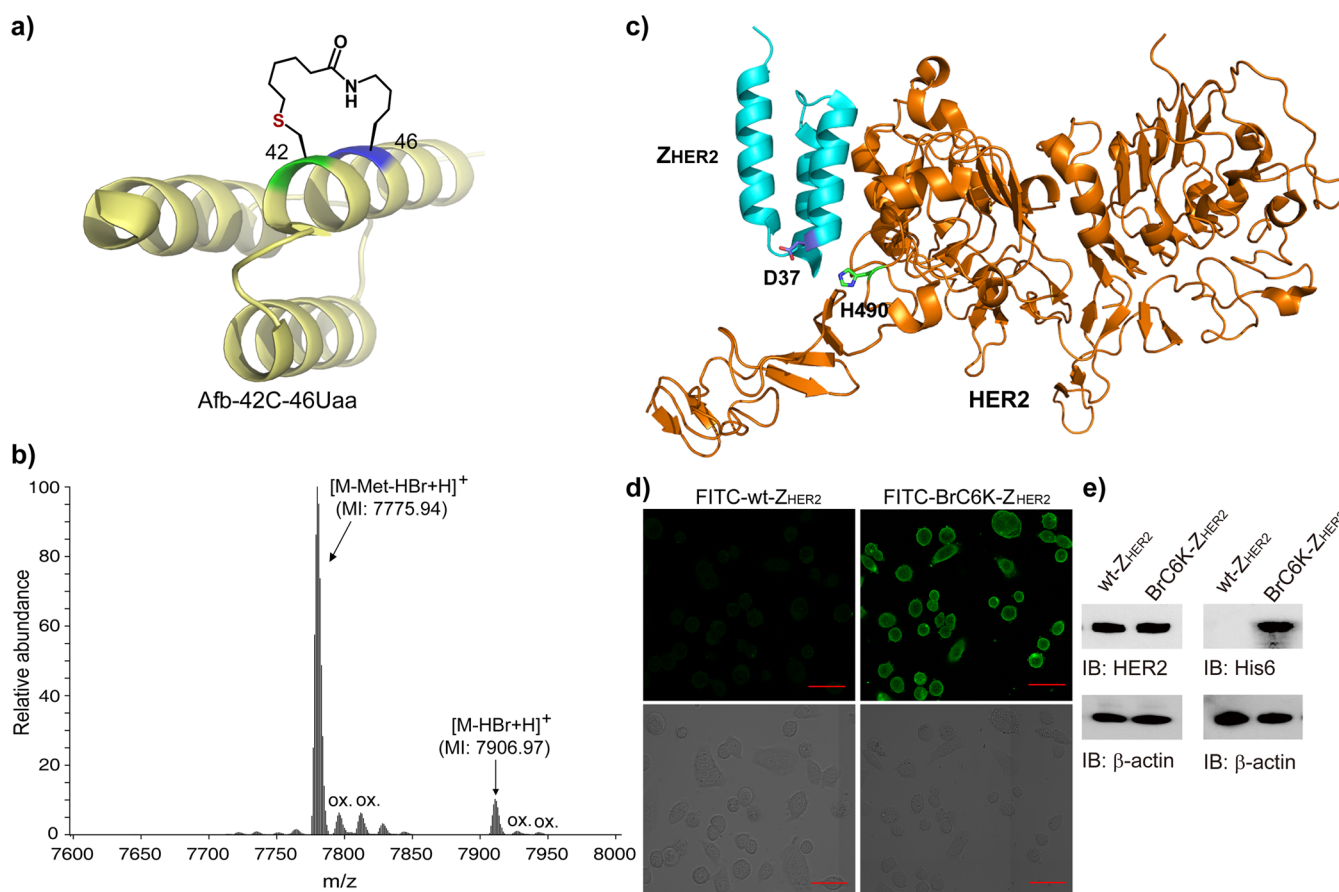 a)
O
N
H
S
42
46
Afb-42C-46Uaa
b)
Relative abundance
100
80
60
40
20
0
[M-Met-HBr+H]+
(MI: 7775.94)
[M-HBr+H]+
(MI: 7906.97)
ox. ox.
ox. ox.
7600 7650 7700 7750 7800 7850 7900 7950 8000
m/z
c)
ZHER2
D37
H490
HER2
d)
FITC-wt-ZHER2
FITC-BrC6K-ZHER2
e)
wt-ZHER2
BrC6K-ZHER2
wt-ZHER2
BrC6K-ZHER2
IB: HER2
IB: His6
IB: β-actin
IB: β-actin